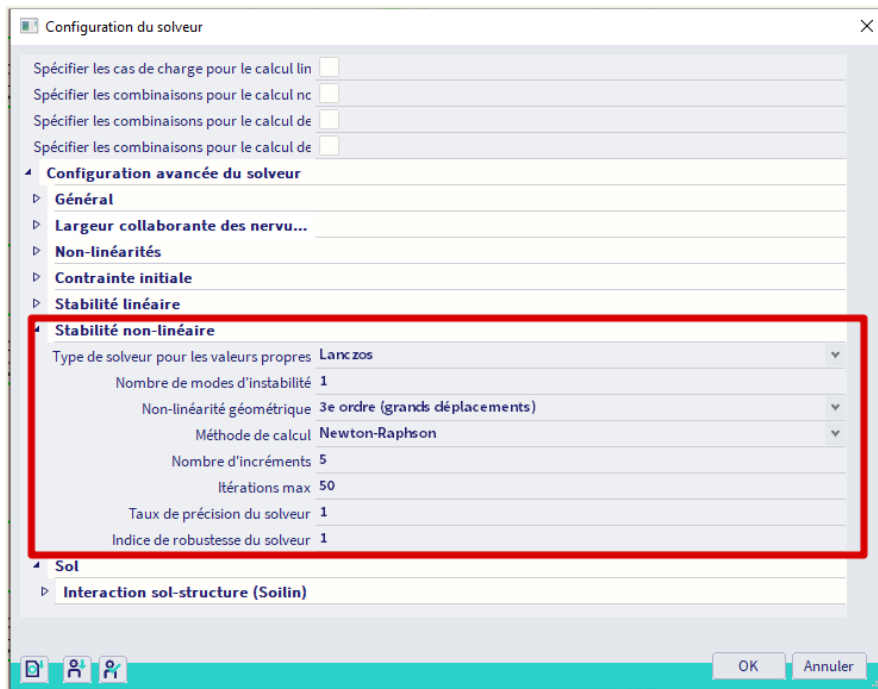 Configuration du solveur
Spécifier les cas de charge pour le calcul lin
Spécifier les combinaisons pour le calcul nc
Spécifier les combinaisons pour le calcul de
Spécifier les combinaisons pour le calcul de
Configuration avancée du solveur
Général
Largeur collaborante des nervu...
Non-linéarités
Contrainte initiale
Stabilité linéaire
Stabilité non-linéaire
Type de solveur pour les valeurs propres Lanczos
Nombre de modes d'instabilité 1
Non-linéarité géométrique 3e ordre (grands déplacements)
Méthode de calcul Newton-Raphson
Nombre d'incréments 5
Itérations max 50
Taux de précision du solveur 1
Indice de robustesse du solveur 1
Sol
Interaction sol-structure (Soilin)
OK Annuler